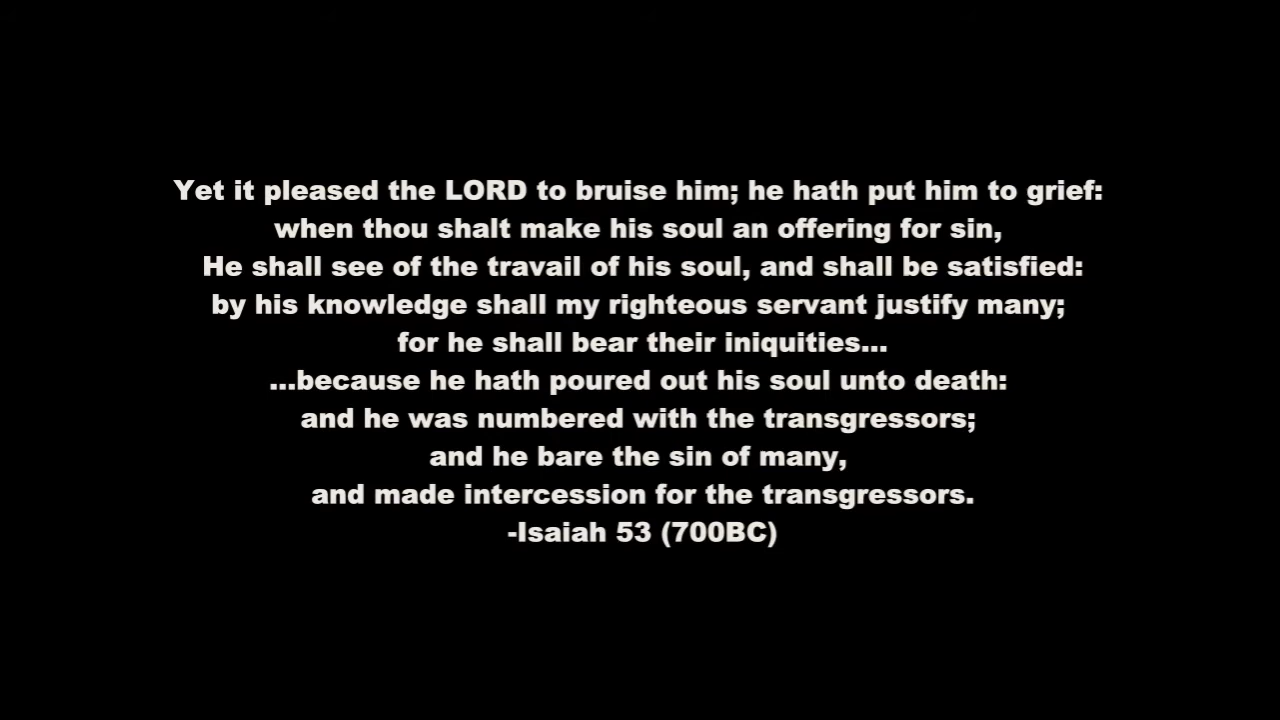 Yet it pleased the LORD to bruise him; he hath put him to grief:
when thou shalt make his soul an offering for sin,
He shall see of the travail of his soul, and shall be satisfied:
by his knowledge shall my righteous servant justify many;
for he shall bear their iniquities...
...because he hath poured out his soul unto death:
and he was numbered with the transgressors;
and he bare the sin of many,
and made intercession for the transgressors.
-Isaiah 53 (700BC)